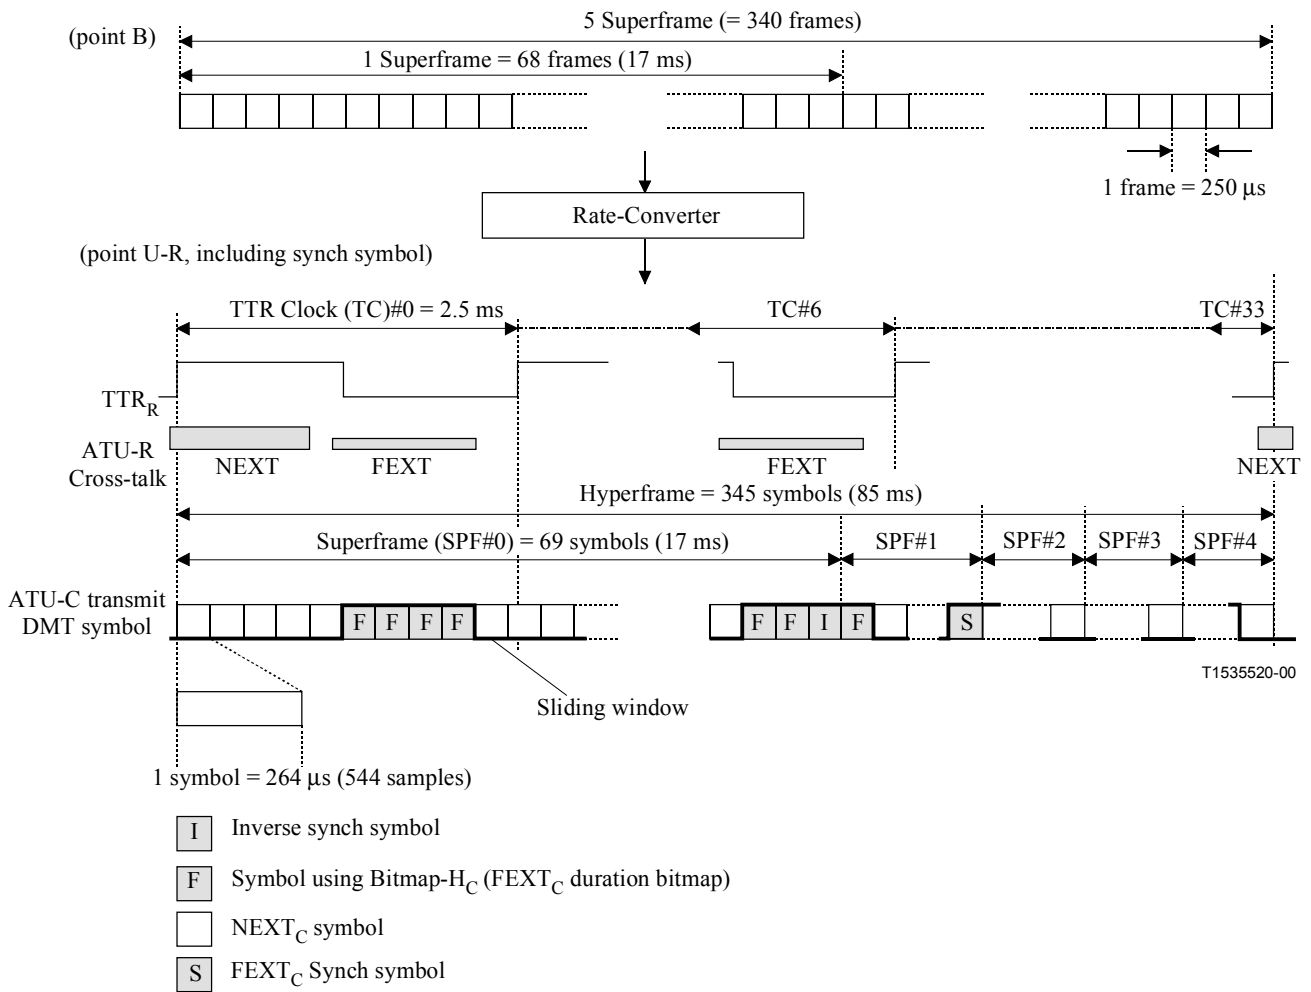 5 Superframe (= 340 frames)
(point B)
1 Superframe = 68 frames (17 ms)
1 frame = 250 μs
Rate-Converter
(point U-R, including synch symbol)
TTR Clock (TC)#0 = 2.5 ms
TC#6
TC#33
TTR_R
ATU-R
Cross-talk
NEXT
FEXT
FEXT
NEXT
Hyperframe = 345 symbols (85 ms)
Superframe (SPF#0) = 69 symbols (17 ms)
SPF#1
SPF#2
SPF#3
SPF#4
ATU-C transmit
DMT symbol
F F F F
F F I F
S
T1535520-00
Sliding window
1 symbol = 264 μs (544 samples)
I Inverse synch symbol
F Symbol using Bitmap-H_C (FEXT_C duration bitmap)
NEXT_C symbol
S FEXT_C Synch symbol